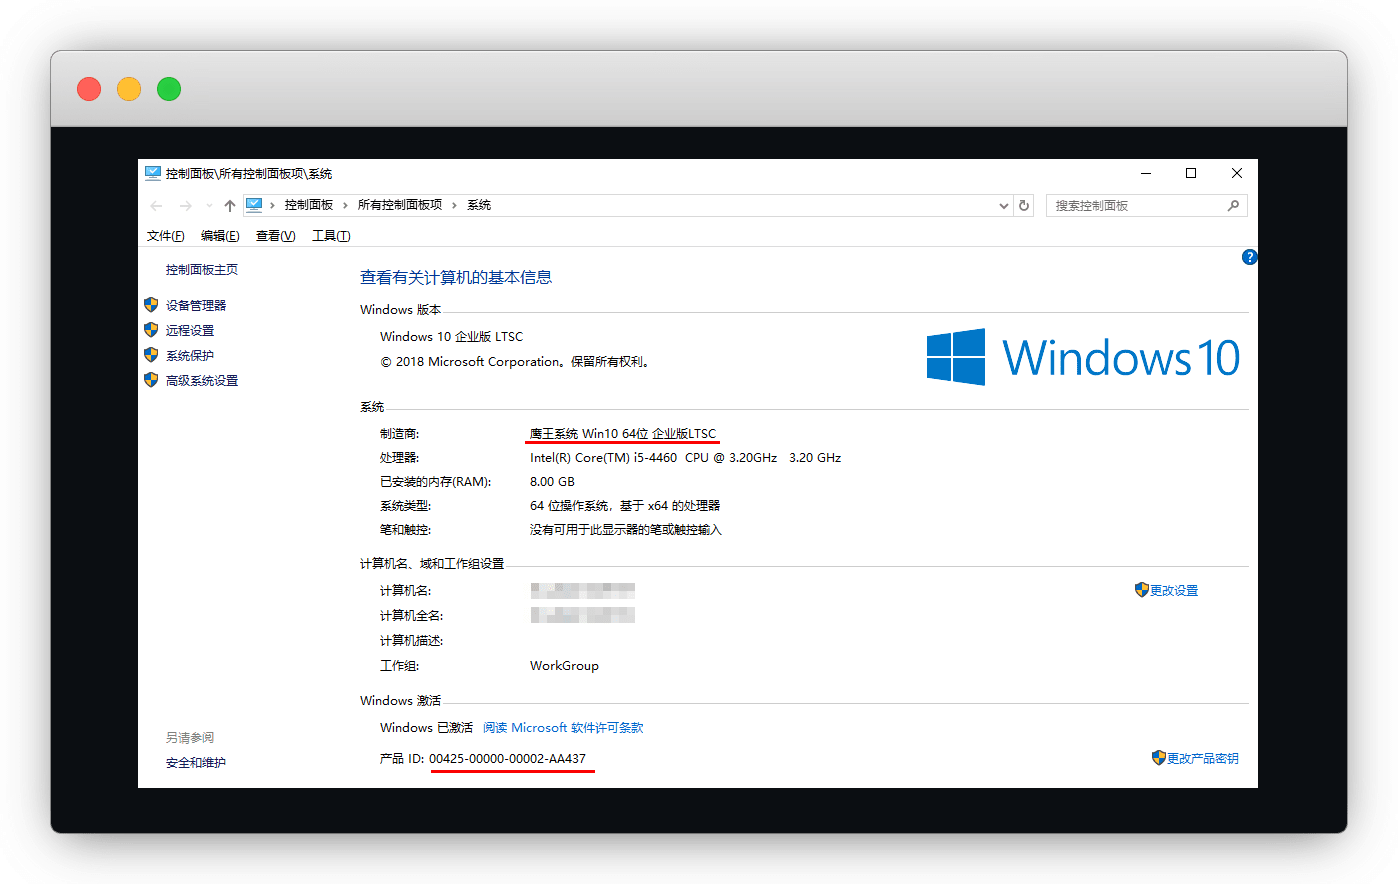 控制面板\所有控制面板项\系统
控制面板 › 所有控制面板项 › 系统
搜索控制面板
文件(F) 编辑(E) 查看(V) 工具(T)
控制面板主页
设备管理器
远程设置
系统保护
高级系统设置
另请参阅
安全和维护
查看有关计算机的基本信息
Windows 版本
Windows 10 企业版 LTSC
© 2018 Microsoft Corporation。保留所有权利。
Windows 10
系统
制造商: 鹰王系统 Win10 64位 企业版LTSC
处理器: Intel(R) Core(TM) i5-4460 CPU @ 3.20GHz 3.20 GHz
已安装的内存(RAM): 8.00 GB
系统类型: 64 位操作系统，基于 x64 的处理器
笔和触控: 没有可用于此显示器的笔或触控输入
计算机名、域和工作组设置
计算机名: 更改设置
计算机全名:
计算机描述:
工作组: WorkGroup
Windows 激活
Windows 已激活 阅读 Microsoft 软件许可条款
产品 ID: 00425-00000-00002-AA437 更改产品密钥